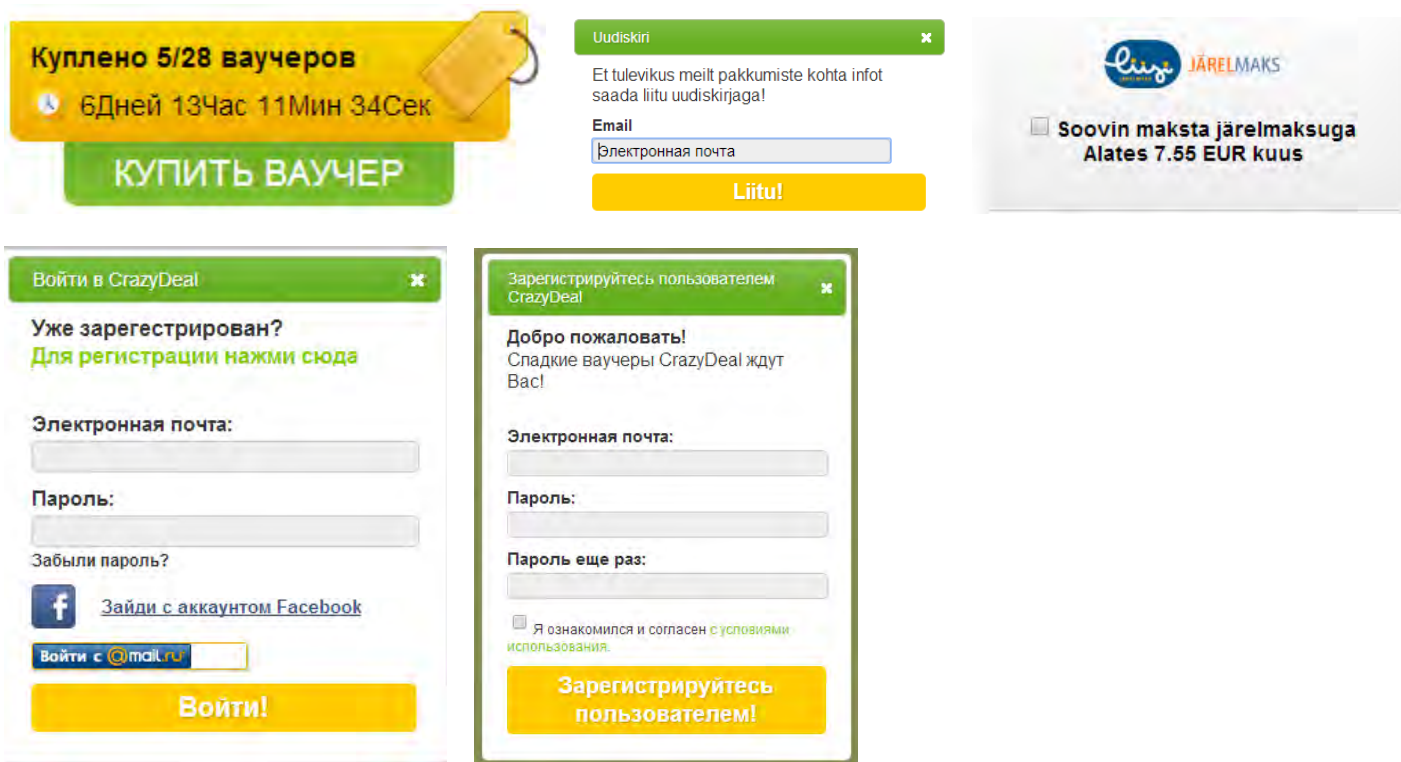 Куплено 5/28 ваучеров
6Дней 13Час 11Мин 34Сек
КУПИТЬ ВАУЧЕР
Uudiskiri
Et tulevikus meilt pakkumiste kohta infot
saada liitu uudiskirjaga!
Email
Электронная почта
Liitu!
liizi JÄRELMAKS
Soovin maksta järelmaksuga
Alates 7.55 EUR kuus
Войти в CrazyDeal
Уже зарегестрирован?
Для регистрации нажми сюда
Электронная почта:
Пароль:
Забыли пароль?
f Зайди с аккаунтом Facebook
Войти с @mail.ru
Войти!
Зарегистрируйтесь пользователем
CrazyDeal
Добро пожаловать!
Сладкие ваучеры CrazyDeal ждут
Вас!
Электронная почта:
Пароль:
Пароль еще раз:
Я ознакомился и согласен с условиями
использования.
Зарегистрируйтесь
пользователем!